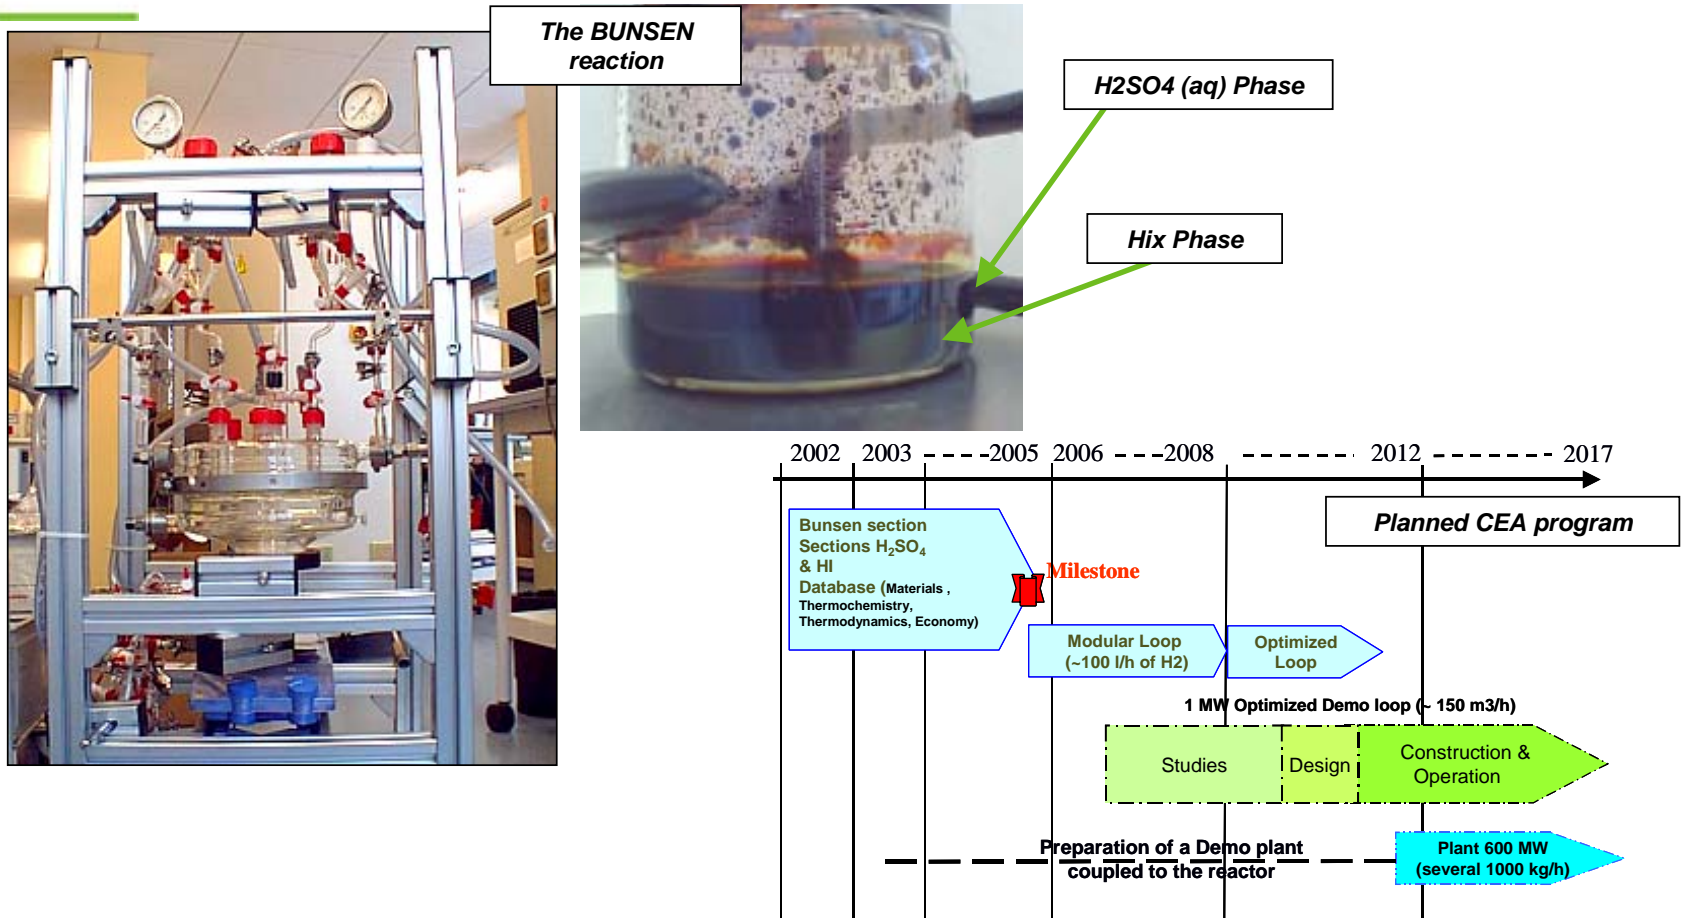 The BUNSEN
reaction
H2SO4 (aq) Phase
Hix Phase
2002 2003 -----2005 2006 ----2008 -------- 2012 -------- 2017
Planned CEA program
Bunsen section
Sections H₂SO₄
& HI
Database (Materials ,
Thermochemistry,
Thermodynamics, Economy)
Milestone
Modular Loop
(~100 l/h of H2)
Optimized
Loop
1 MW Optimized Demo loop (~ 150 m3/h)
Studies
Design
Construction &
Operation
Preparation of a Demo plant
coupled to the reactor
Plant 600 MW
(several 1000 kg/h)